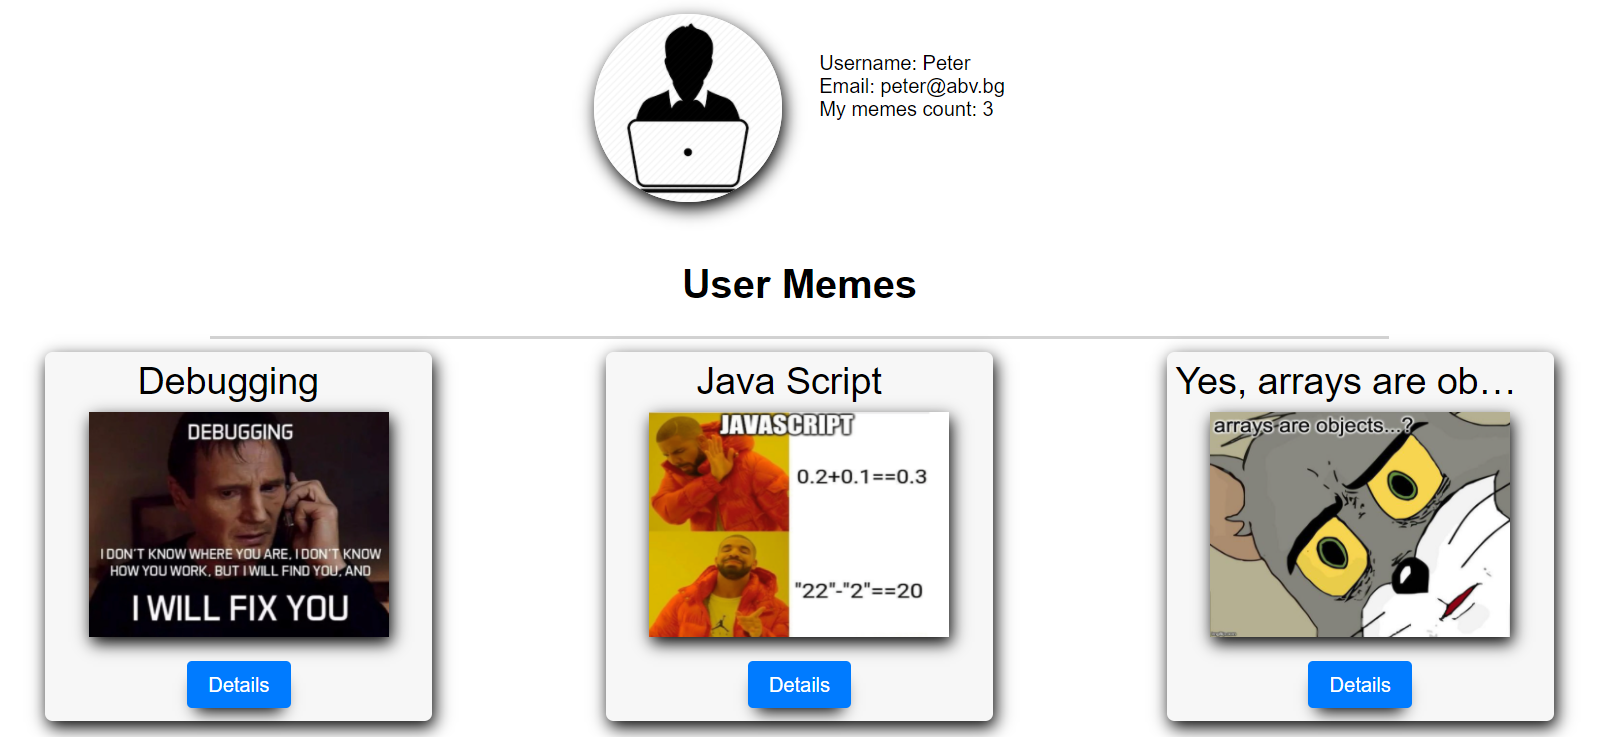 Username: Peter
Email: peter@abv.bg
My memes count: 3
User Memes
Debugging
DEBUGGING
I DON'T KNOW WHERE YOU ARE, I DON'T KNOW
HOW YOU WORK, BUT I WILL FIND YOU, AND
I WILL FIX YOU
Details
Java Script
JAVASCRIPT
0.2+0.1==0.3
"22"-"2"==20
Details
Yes, arrays are ob…
arrays are objects...?
Details